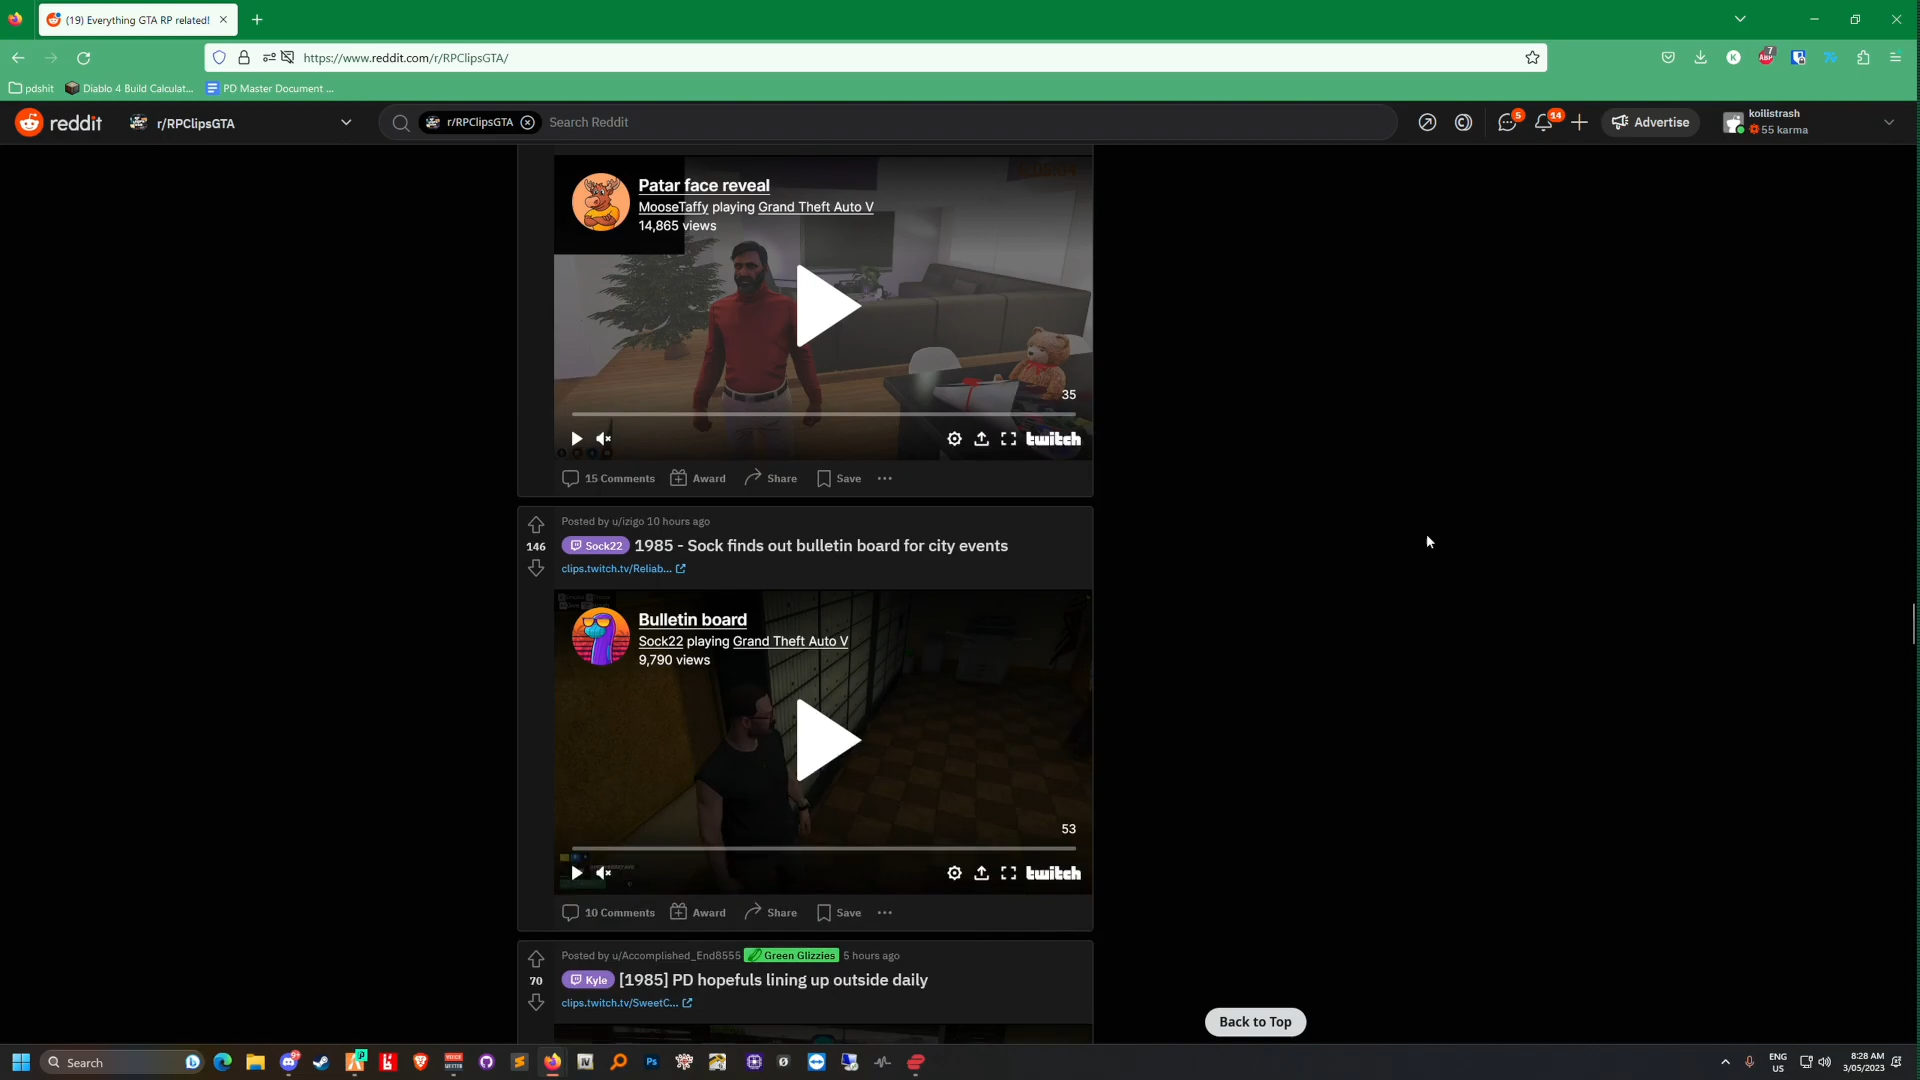 (19) Everything GTA RP related!
https://www.reddit.com/r/RPClipsGTA/
7
pdshit
Diablo 4 Build Calculat...
PD Master Document ...
reddit
r/RPClipsGTA
r/RPClipsGTA
Search Reddit
5
14
Advertise
koilistrash
55 karma
Patar face reveal
MooseTaffy playing Grand Theft Auto V
14,865 views
35
twitch
15 Comments
Award
Share
Save
Posted by u/izigo 10 hours ago
146
Sock22
1985 - Sock finds out bulletin board for city events
clips.twitch.tv/Reliab...
Bulletin board
Sock22 playing Grand Theft Auto V
9,790 views
53
twitch
10 Comments
Award
Share
Save
Posted by u/Accomplished_End8555
Green Glizzies
5 hours ago
70
Kyle
[1985] PD hopefuls lining up outside daily
clips.twitch.tv/SweetC...
Back to Top
Search
ENG
US
8:28 AM
3/05/2023